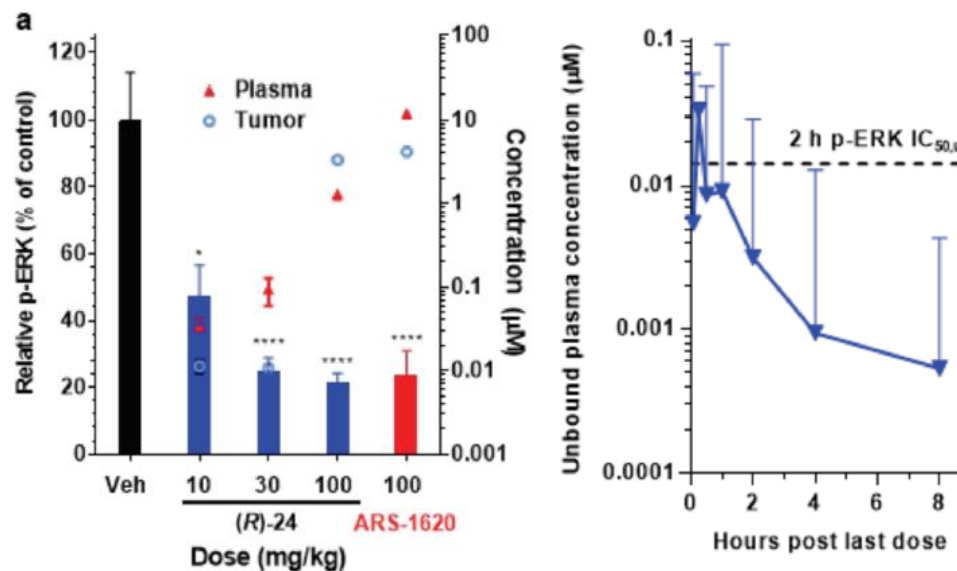 a
Relative p-ERK (% of control)
120
100
80
60
40
20
0
Plasma
Tumor
*
****
****
****
100
10
1
0.1
0.01
0.001
Concentration (µM)
Veh
10
30
100
100
(R)-24
ARS-1620
Dose (mg/kg)
Unbound plasma concentration (µM)
0.1
0.01
0.001
0.0001
2 h p-ERK IC50,u
0
2
4
6
8
Hours post last dose